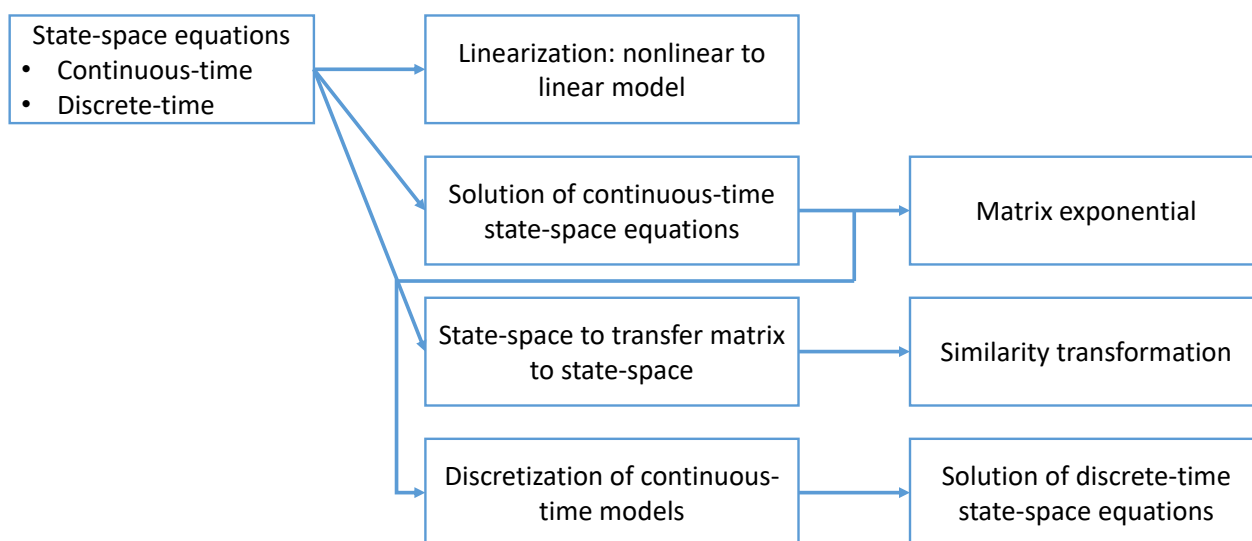 State-space equations
• Continuous-time
• Discrete-time
Linearization: nonlinear to
linear model
Solution of continuous-time
state-space equations
Matrix exponential
State-space to transfer matrix
to state-space
Similarity transformation
Discretization of continuous-
time models
Solution of discrete-time
state-space equations